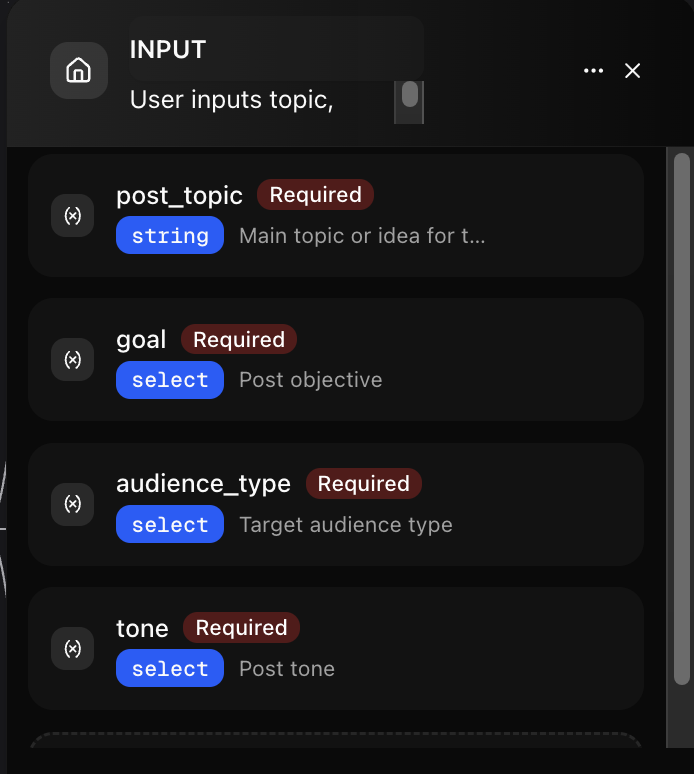 INPUT
User inputs topic,
post_topic Required
string Main topic or idea for t...
goal Required
select Post objective
audience_type Required
select Target audience type
tone Required
select Post tone